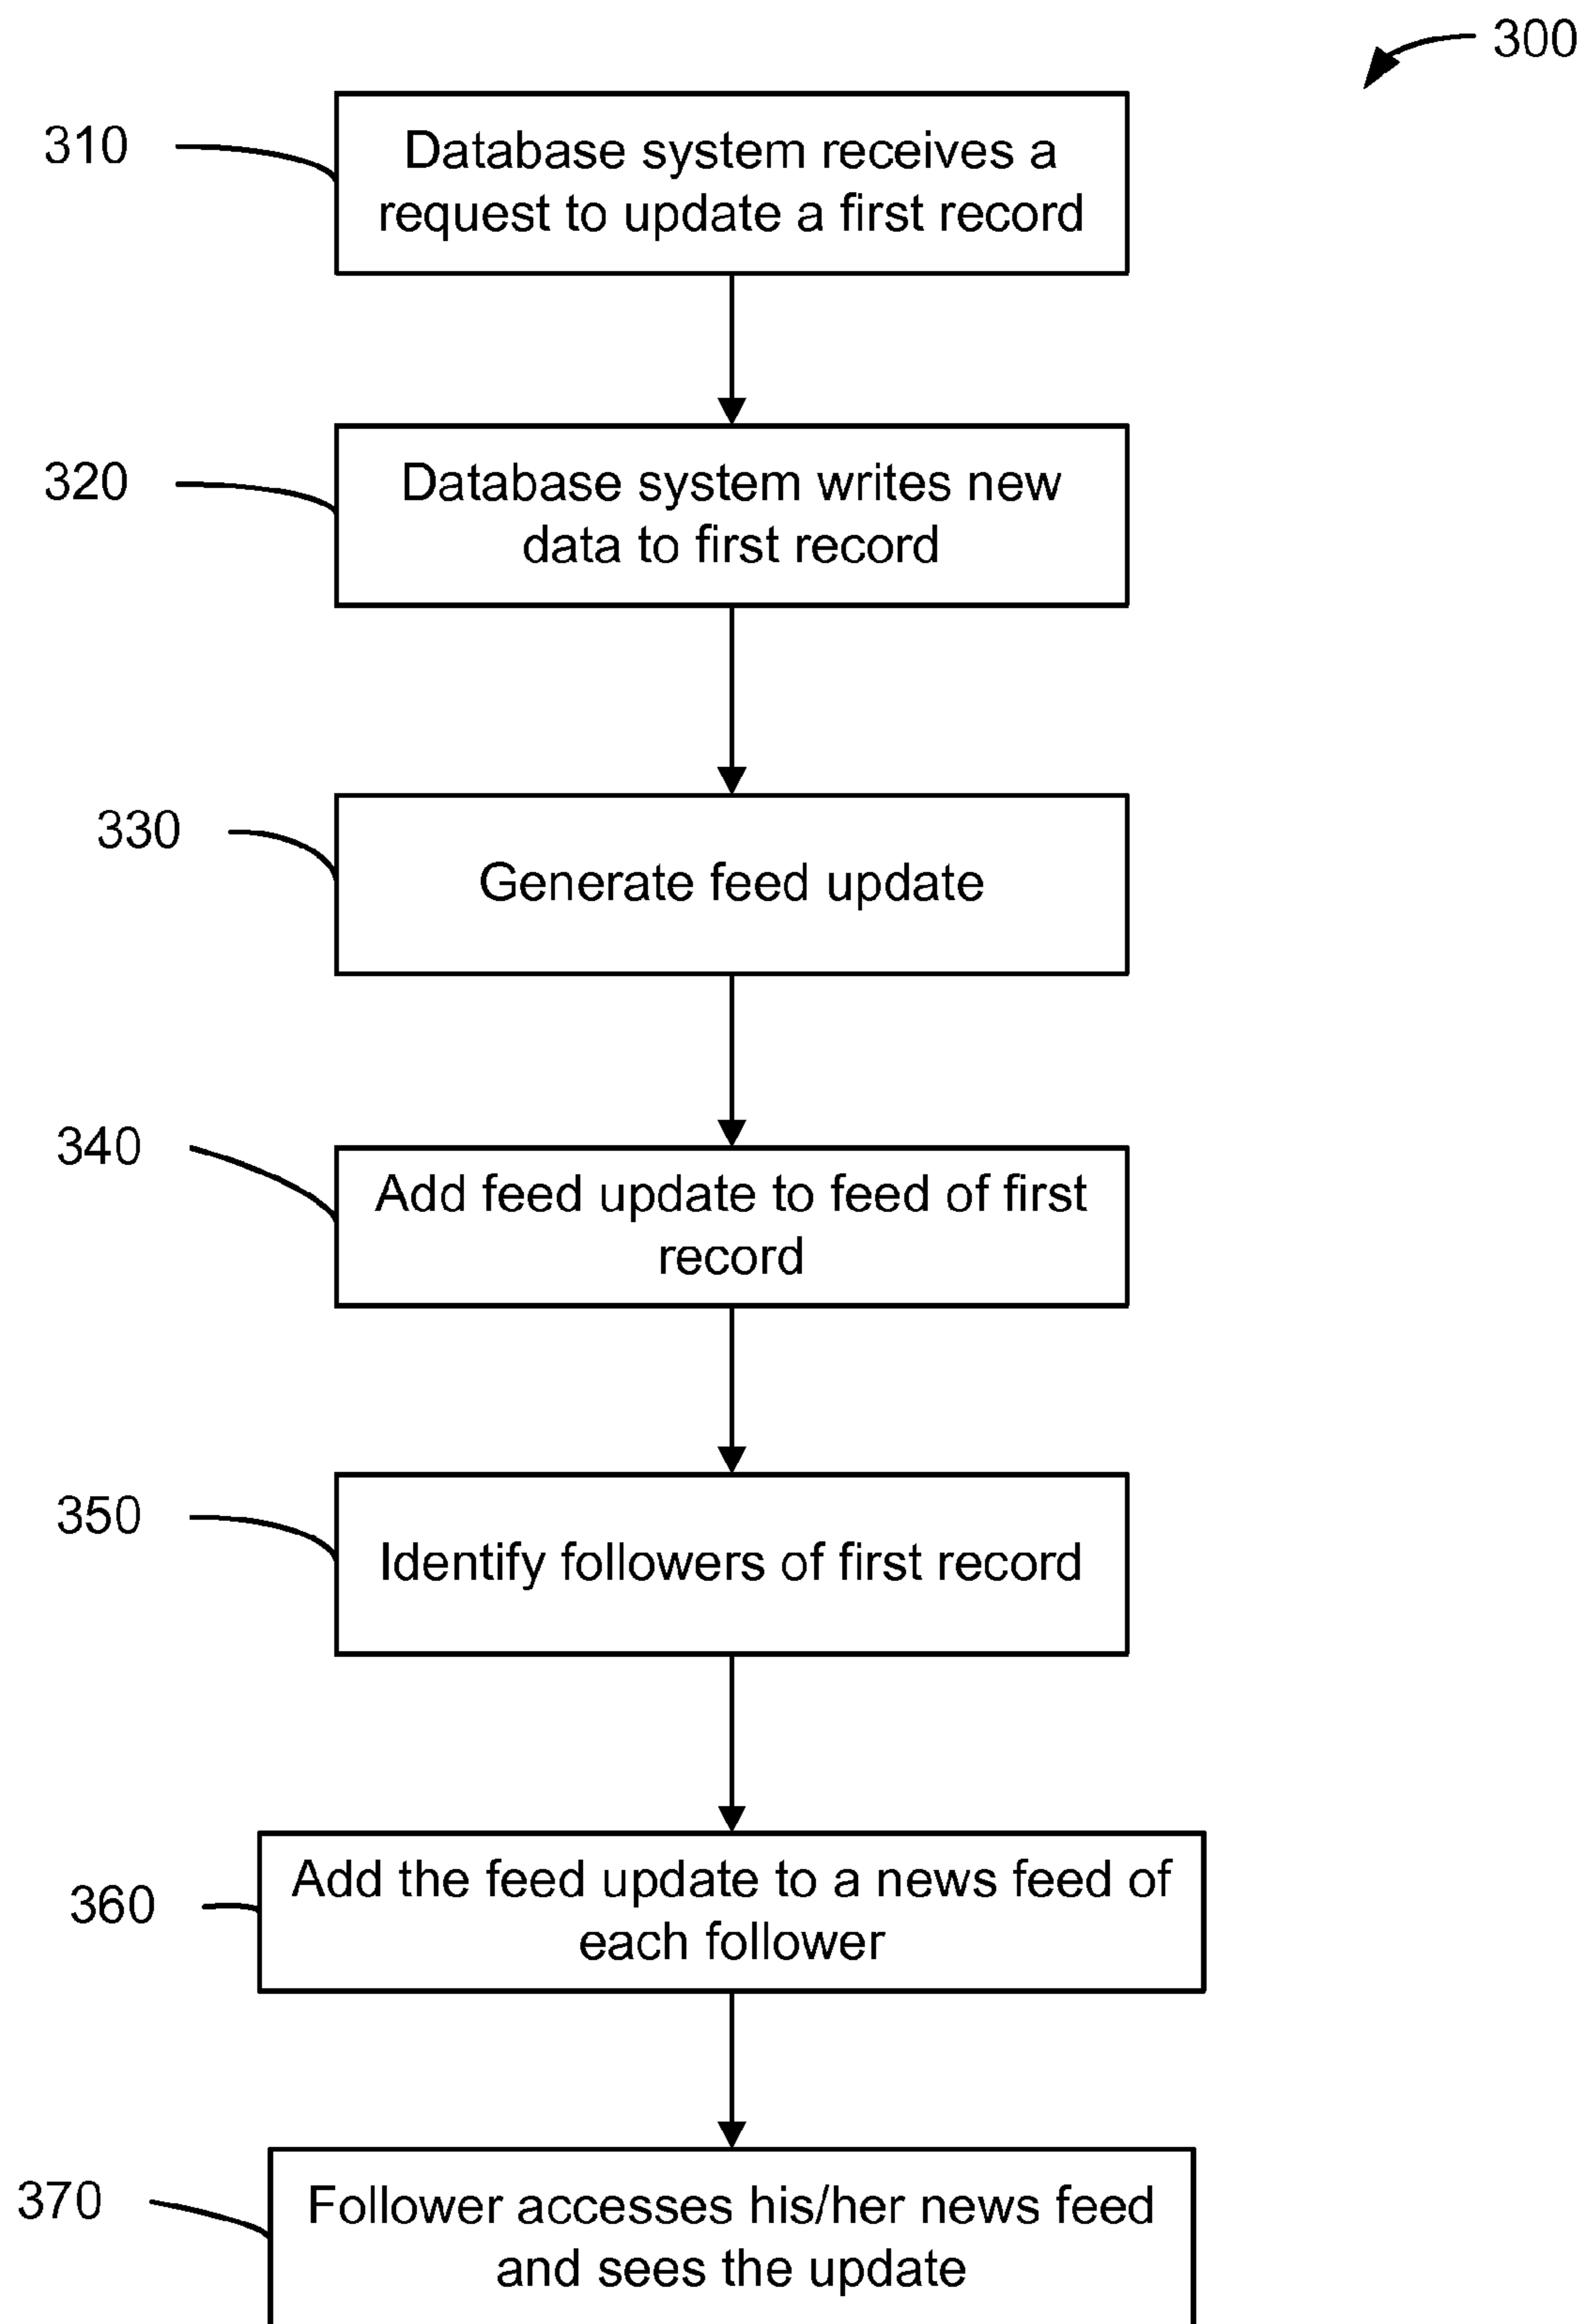 300
310
Database system receives a
request to update a first record
320
Database system writes new
data to first record
330
Generate feed update
340
Add feed update to feed of first
record
350
Identify followers of first record
360
Add the feed update to a news feed of
each follower
370
Follower accesses his/her news feed
and sees the update